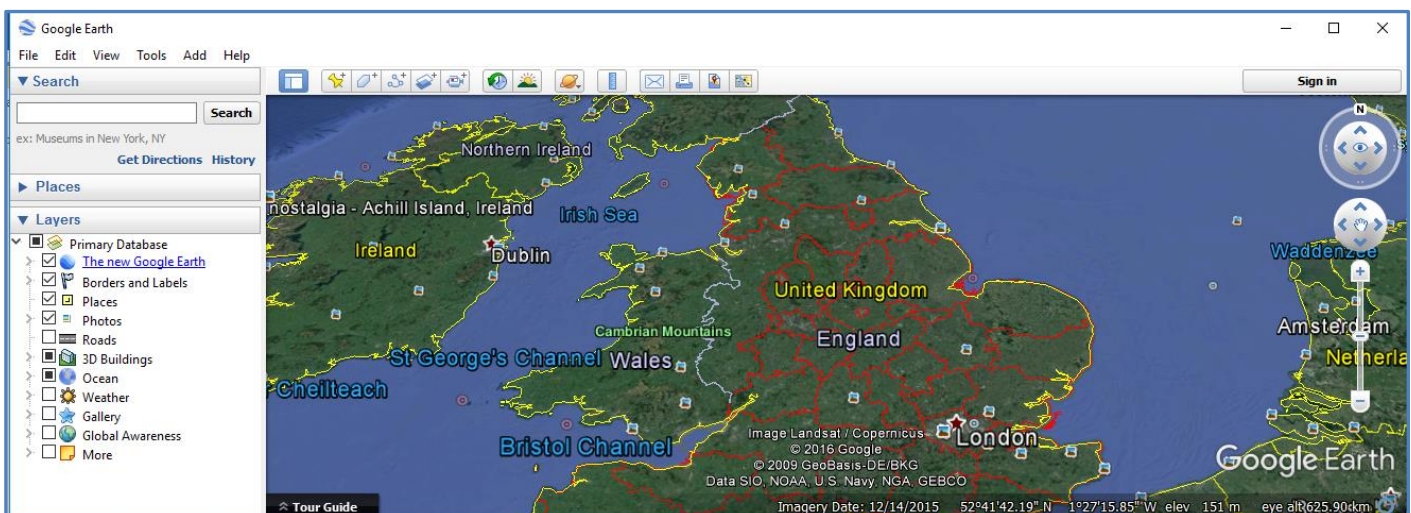 Google Earth
File Edit View Tools Add Help
Search
Search
ex: Museums in New York, NY
Get Directions History
Places
Layers
Primary Database
The new Google Earth
Borders and Labels
Places
Photos
Roads
3D Buildings
Ocean
Weather
Gallery
Global Awareness
More
Sign in
N
Northern Ireland
nostalgia - Achill Island, Ireland
Irish Sea
Ireland
Dublin
Waddenzee
United Kingdom
Cambrian Mountains
England
Amsterdam
St George's Channel
Wales
Netherla
Cheilteach
Bristol Channel
London
Image Landsat / Copernicus
© 2016 Google
© 2009 GeoBasis-DE/BKG
Data SIO, NOAA, U.S. Navy, NGA, GEBCO
Google Earth
Tour Guide
Imagery Date: 12/14/2015 52°41'42.19" N 1°27'15.85" W elev 151 m eye alt 625.90 km